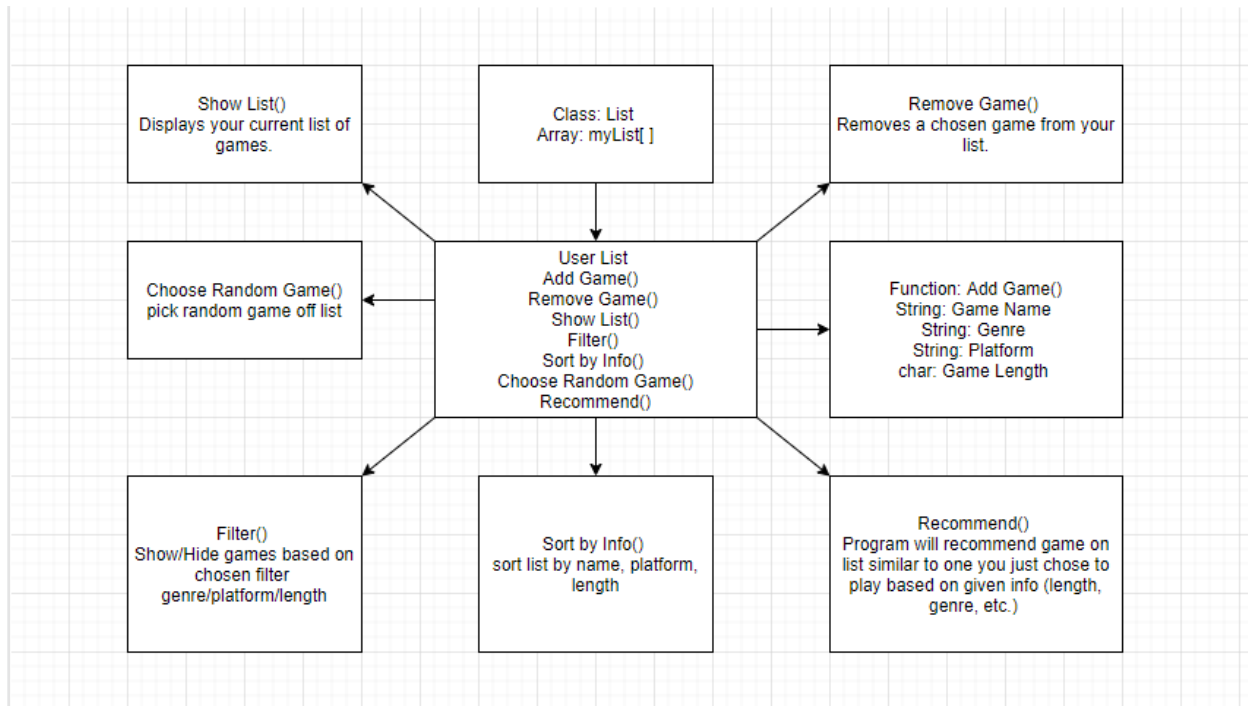 Show List()
Displays your current list of
games.
Class: List
Array: myList[ ]
Remove Game()
Removes a chosen game from your
list.
Choose Random Game()
pick random game off list
User List
Add Game()
Remove Game()
Show List()
Filter()
Sort by Info()
Choose Random Game()
Recommend()
Function: Add Game()
String: Game Name
String: Genre
String: Platform
char: Game Length
Filter()
Show/Hide games based on
chosen filter
genre/platform/length
Sort by Info()
sort list by name, platform,
length
Recommend()
Program will recommend game on
list similar to one you just chose to
play based on given info (length,
genre, etc.)